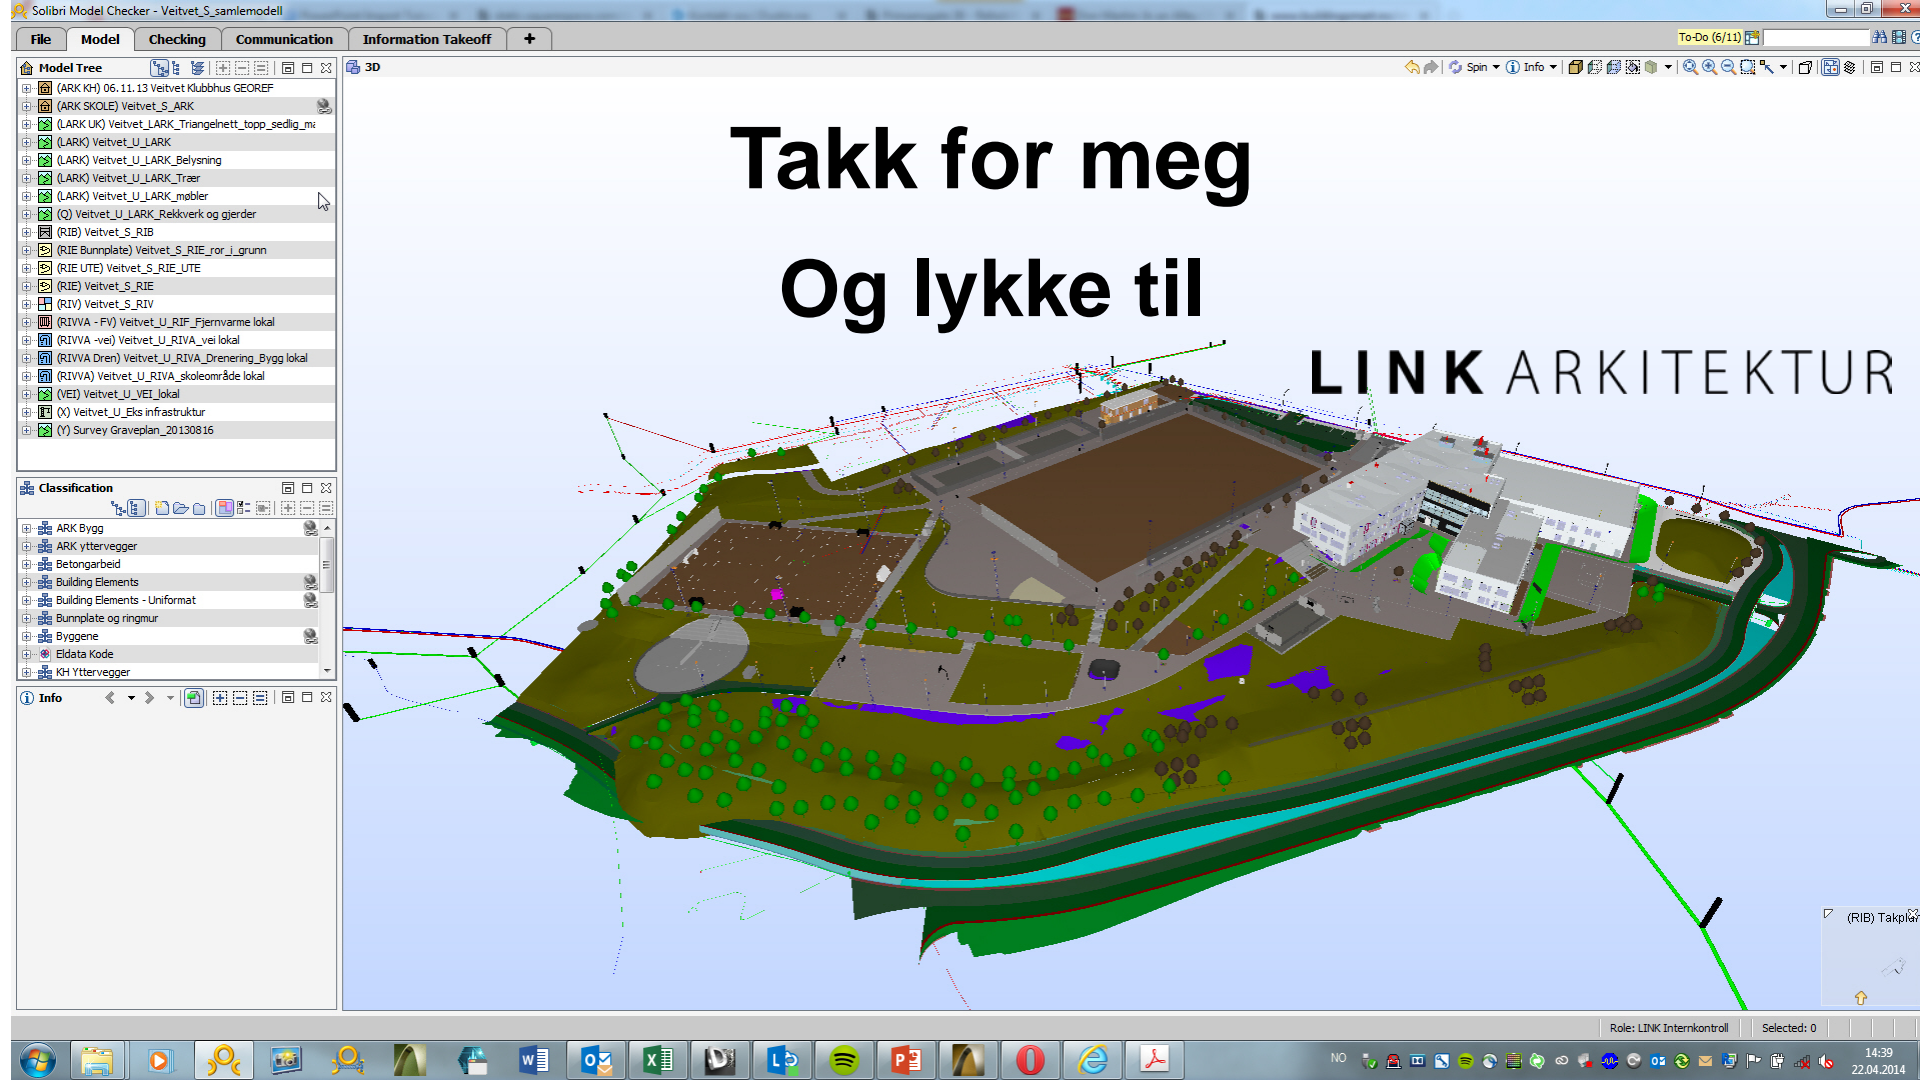 Solibri Model Checker - Veitvet_S_samlemodell
File
Model
Checking
Communication
Information Takeoff
+
To-Do (6/11)
Model Tree
3D
Spin
Info
(ARK KH) 06.11.13 Veitvet Klubbhus GEOREF
(ARK SKOLE) Veitvet_S_ARK
(LARK UK) Veitvet_LARK_Triangelnett_topp_sedlig_ma
(LARK) Veitvet_U_LARK
(LARK) Veitvet_U_LARK_Belysning
(LARK) Veitvet_U_LARK_Trær
(LARK) Veitvet_U_LARK_møbler
(Q) Veitvet_U_LARK_Rekkverk og gjerder
(RIB) Veitvet_S_RIB
(RIE Bunnplate) Veitvet_S_RIE_ror_i_grunn
(RIE UTE) Veitvet_S_RIE_UTE
(RIE) Veitvet_S_RIE
(RIV) Veitvet_S_RIV
(RIVVA - FV) Veitvet_U_RIF_Fjernvarme lokal
(RIVVA -vei) Veitvet_U_RIVA_vei lokal
(RIVVA Dren) Veitvet_U_RIVA_Drenering_Bygg lokal
(RIVVA) Veitvet_U_RIVA_skoleområde lokal
(VEI) Veitvet_U_VEI_lokal
(X) Veitvet_U_Eks infrastruktur
(Y) Survey Graveplan_20130816
Takk for meg
Og lykke til
LINK ARKITEKTUR
Classification
ARK Bygg
ARK yttervegger
Betongarbeid
Building Elements
Building Elements - Uniformat
Bunnplate og ringmur
Byggene
Eldata Kode
KH Yttervegger
Info
(RIB) Takplan
Role: LINK Internkontroll
Selected: 0
NO
14:39
22.04.2014